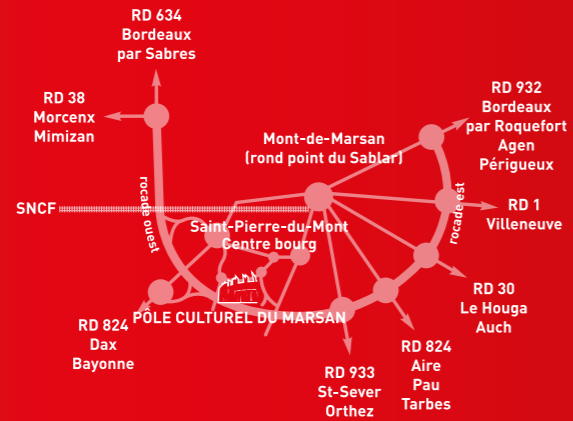 RD 634
Bordeaux
par Sabres
RD 38
Morcenx
Mimizan
RD 932
Bordeaux
par Roquefort
Agen
Périgueux
Mont-de-Marsan
(rond point du Sablar)
SNCF
rocade ouest
rocade est
RD 1
Villeneuve
Saint-Pierre-du-Mont
Centre bourg
RD 30
Le Houga
Auch
PÔLE CULTUREL DU MARSAN
RD 824
Dax
Bayonne
RD 933
St-Sever
Orthez
RD 824
Aire
Pau
Tarbes